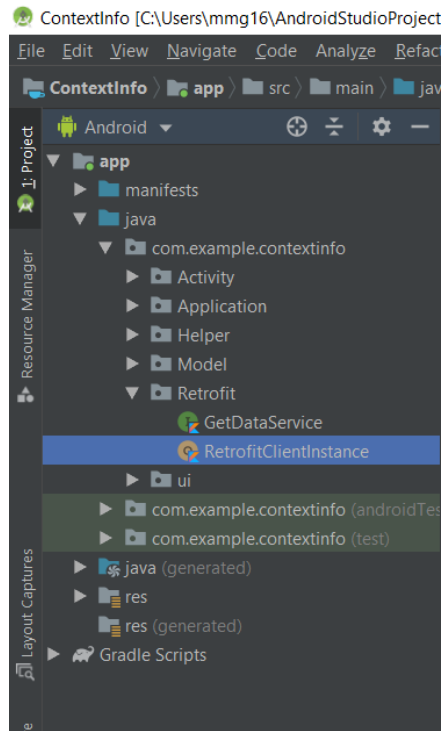 ContextInfo [C:\Users\mmg16\AndroidStudioProject
File Edit View Navigate Code Analyze Refact
ContextInfo app src main jav
Android
1: Project
Resource Manager
Layout Captures
app
manifests
java
com.example.contextinfo
Activity
Application
Helper
Model
Retrofit
GetDataService
RetrofitClientInstance
ui
com.example.contextinfo (androidTes
com.example.contextinfo (test)
java (generated)
res
res (generated)
Gradle Scripts